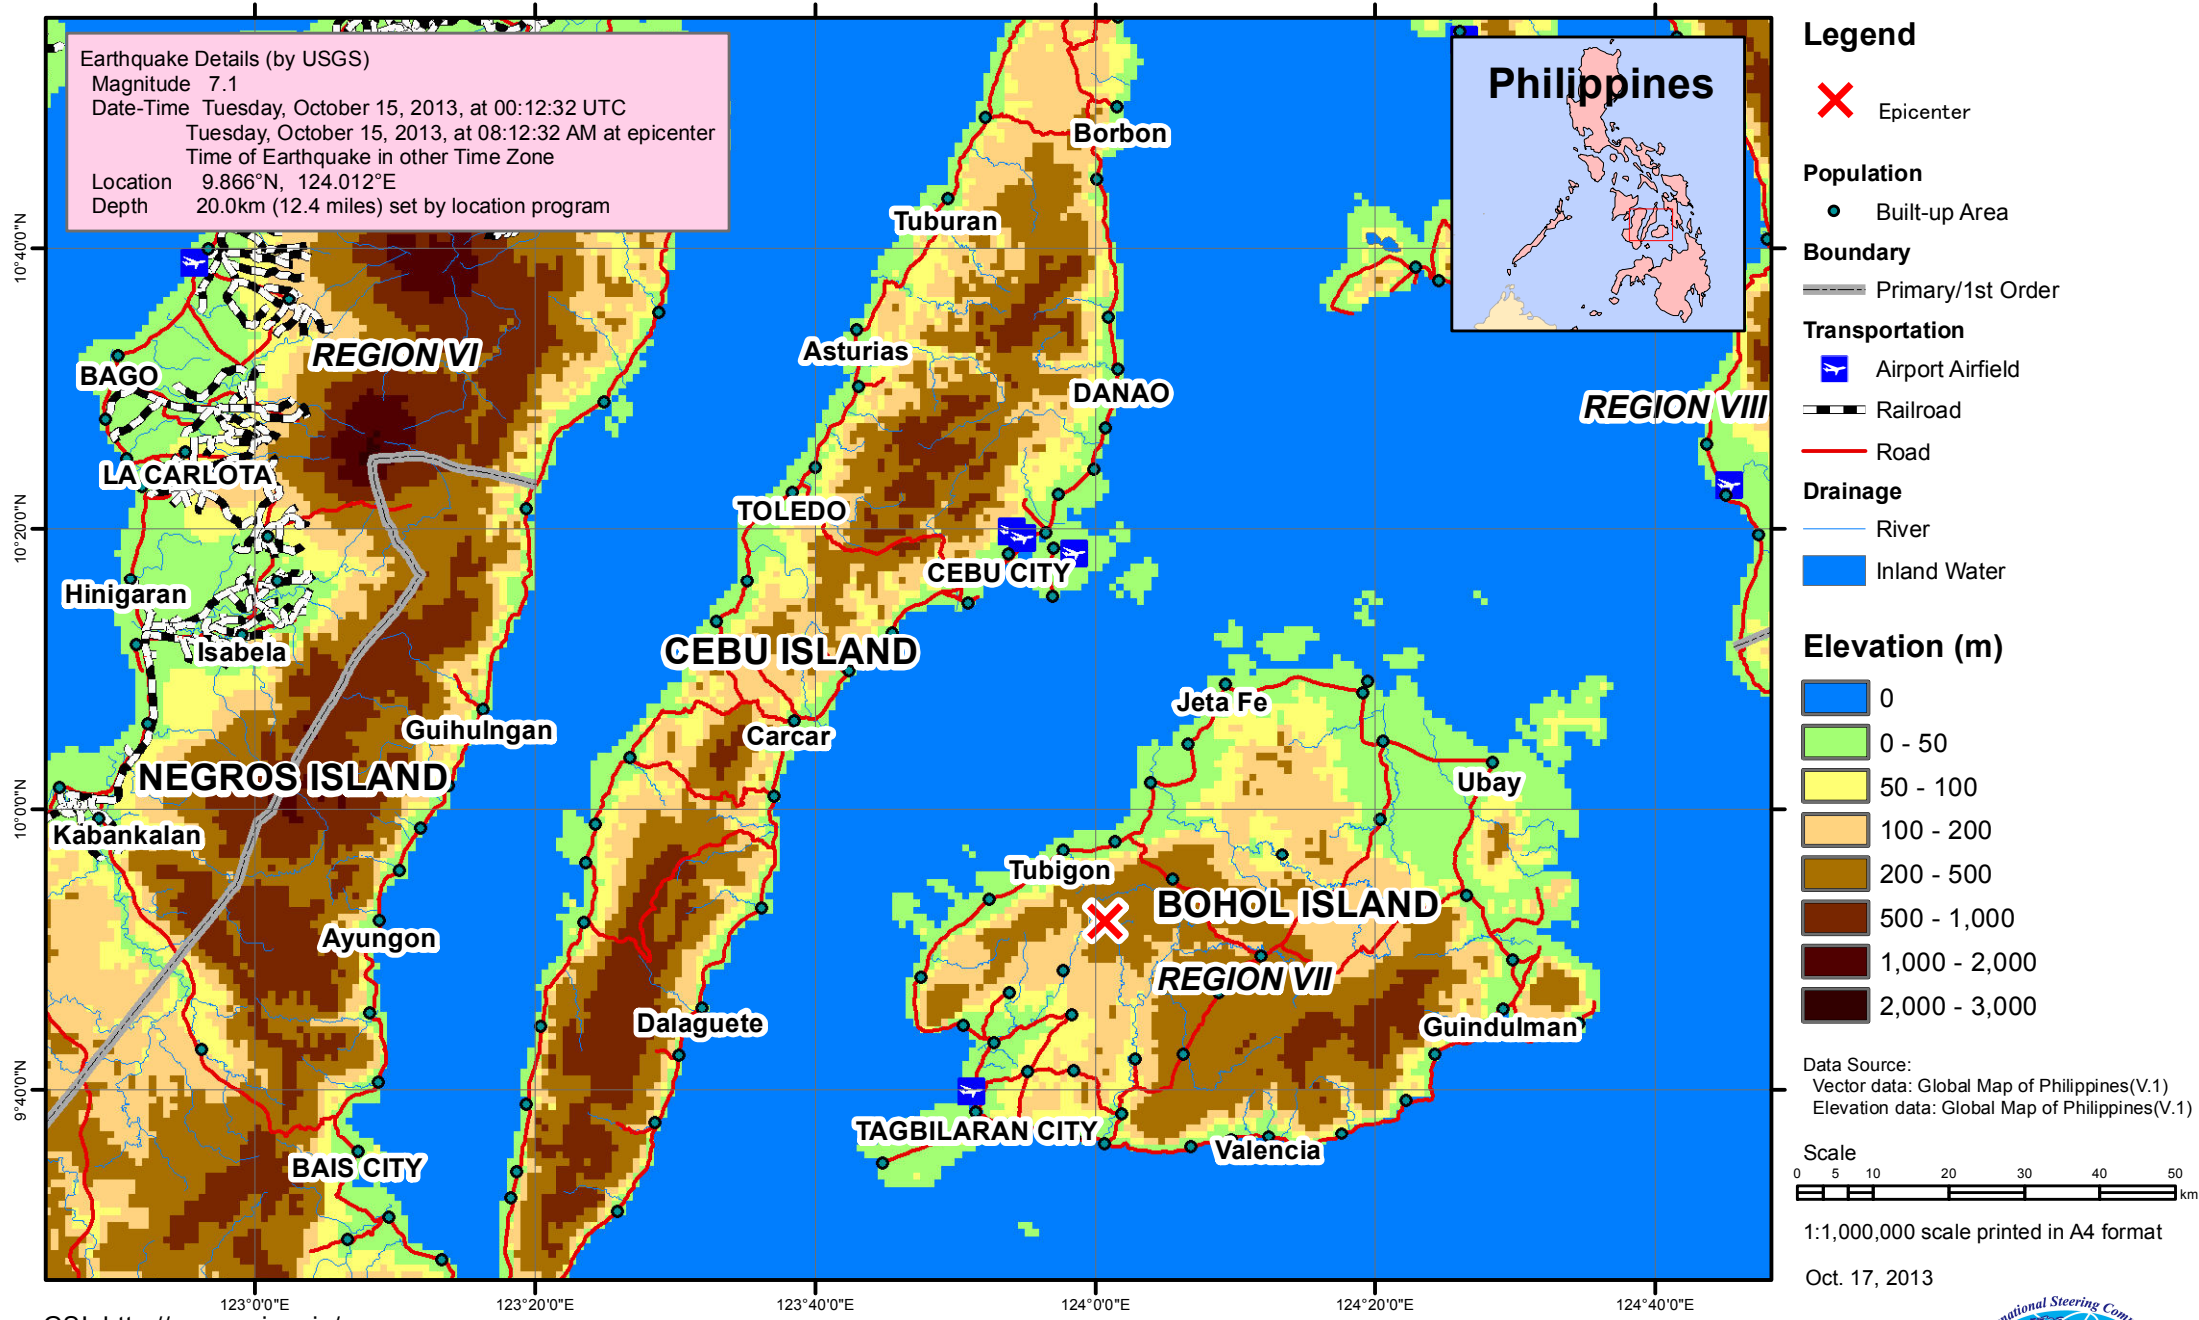 Earthquake Details (by USGS)
Magnitude 7.1
Date-Time Tuesday, October 15, 2013, at 00:12:32 UTC
Tuesday, October 15, 2013, at 08:12:32 AM at epicenter
Time of Earthquake in other Time Zone
Location 9.866°N, 124.012°E
Depth 20.0km (12.4 miles) set by location program
Philippines
Borbon
Tuburan
REGION VI
Asturias
BAGO
DANAO
REGION VIII
LA CARLOTA
TOLEDO
CEBU CITY
Hinigaran
Isabela
CEBU ISLAND
Jeta Fe
Guihulngan
Carcar
NEGROS ISLAND
Ubay
Kabankalan
Tubigon
BOHOL ISLAND
Ayungon
REGION VII
Dalaguete
Guindulman
TAGBILARAN CITY
Valencia
BAIS CITY
10°40'0"N
10°20'0"N
10°0'0"N
9°40'0"N
123°0'0"E
123°20'0"E
123°40'0"E
124°0'0"E
124°20'0"E
124°40'0"E
Legend
Epicenter
Population
Built-up Area
Boundary
Primary/1st Order
Transportation
Airport Airfield
Railroad
Road
Drainage
River
Inland Water
Elevation (m)
0
0 - 50
50 - 100
100 - 200
200 - 500
500 - 1,000
1,000 - 2,000
2,000 - 3,000
Data Source:
Vector data: Global Map of Philippines(V.1)
Elevation data: Global Map of Philippines(V.1)
Scale
0 5 10 20 30 40 50
km
1:1,000,000 scale printed in A4 format
Oct. 17, 2013
Steering